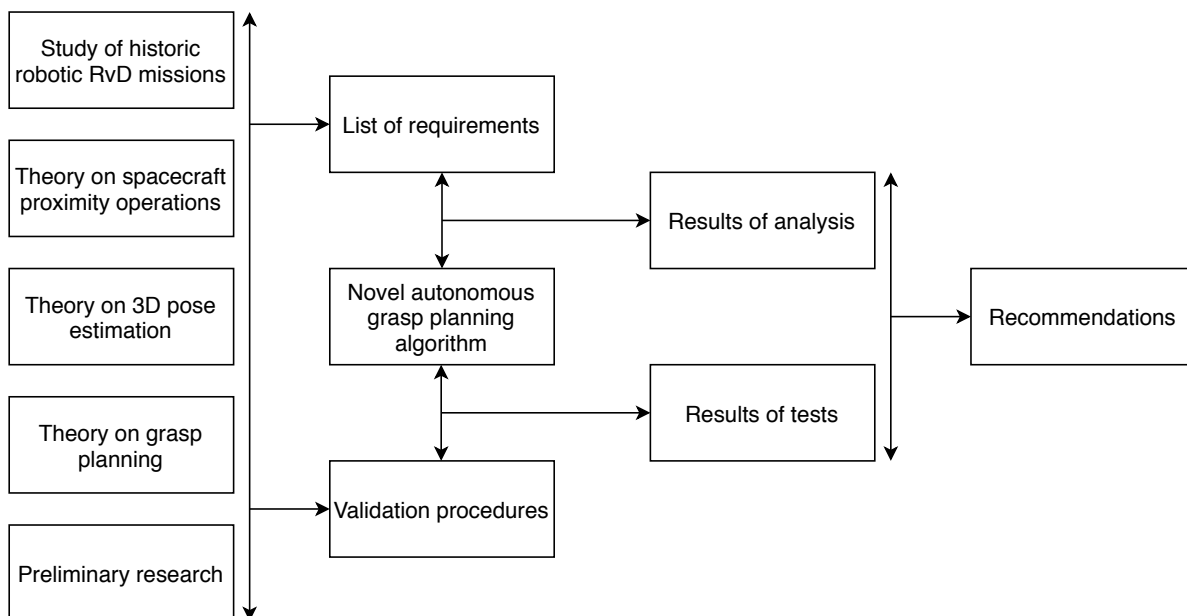 Study of historic
robotic RvD missions
Theory on spacecraft
proximity operations
Theory on 3D pose
estimation
Theory on grasp
planning
Preliminary research
List of requirements
Novel autonomous
grasp planning
algorithm
Validation procedures
Results of analysis
Results of tests
Recommendations